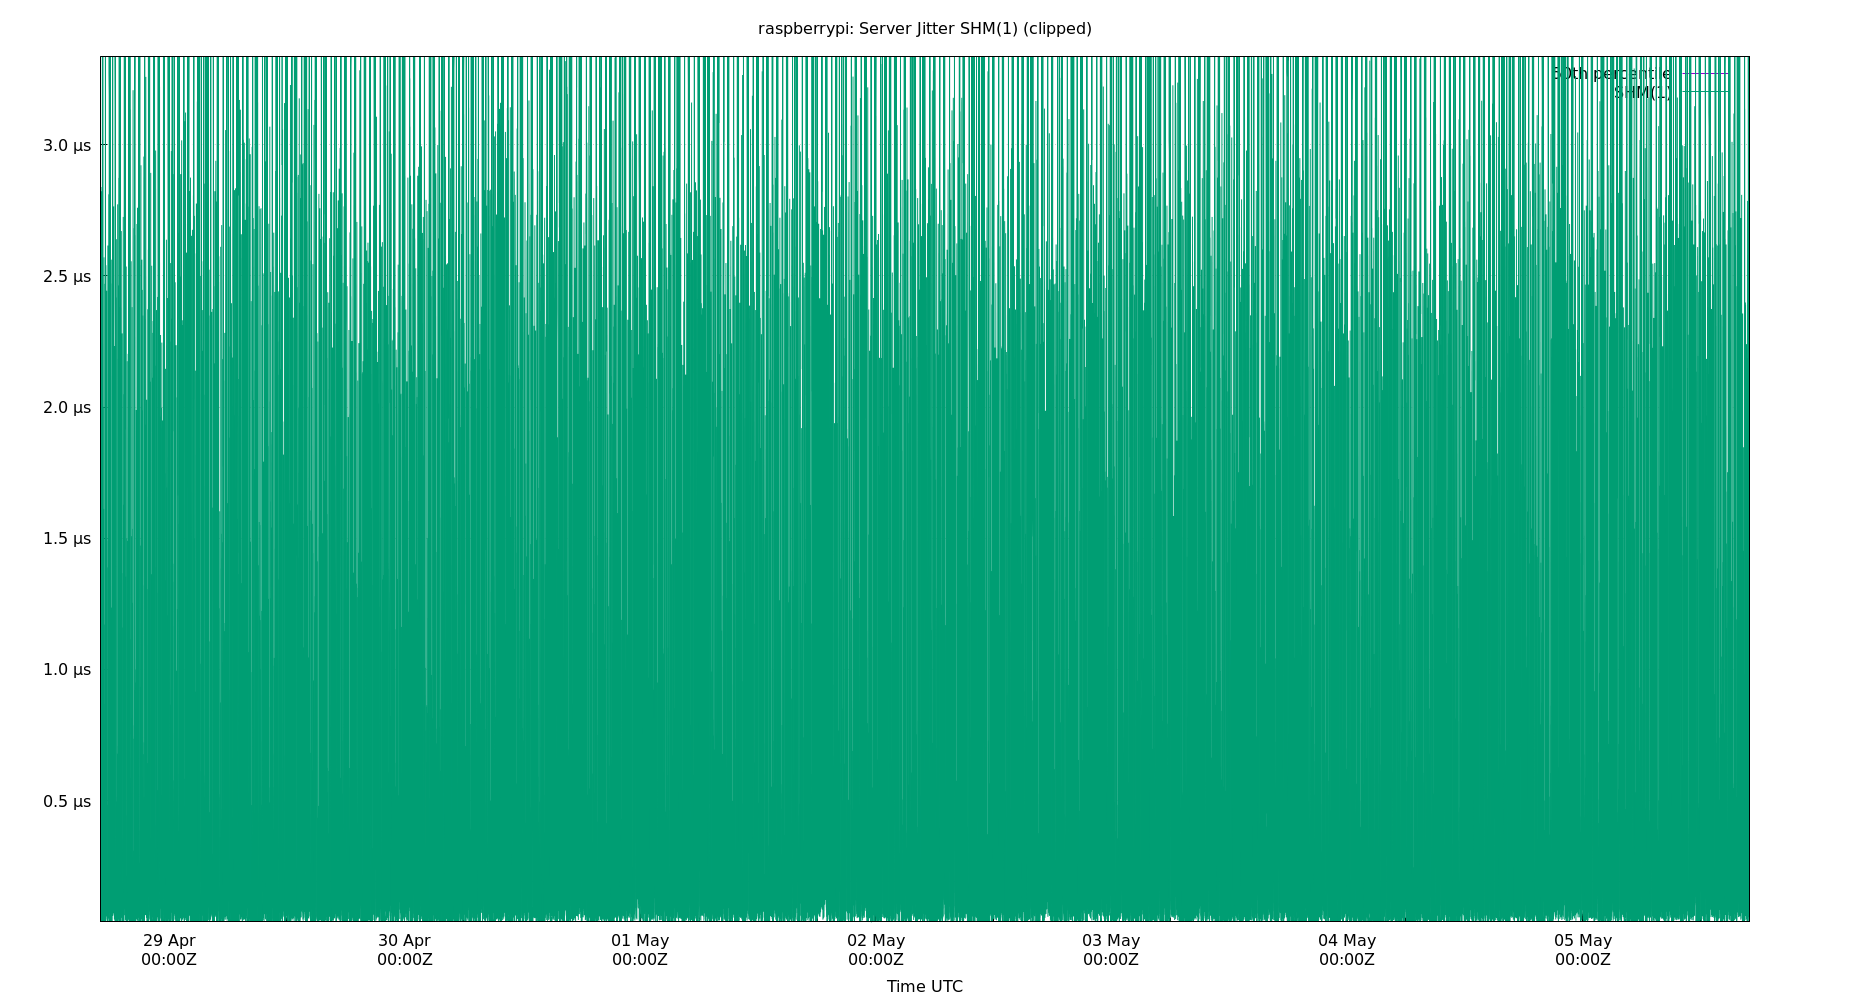 raspberrypi: Server Jitter SHM(1) (clipped)
50th percentile
SHM(1)
3.0 µs
2.5 µs
2.0 µs
1.5 µs
1.0 µs
0.5 µs
29 Apr 30 Apr 01 May 02 May 03 May 04 May 05 May
00:00Z 00:00Z 00:00Z 00:00Z 00:00Z 00:00Z 00:00Z
Time UTC